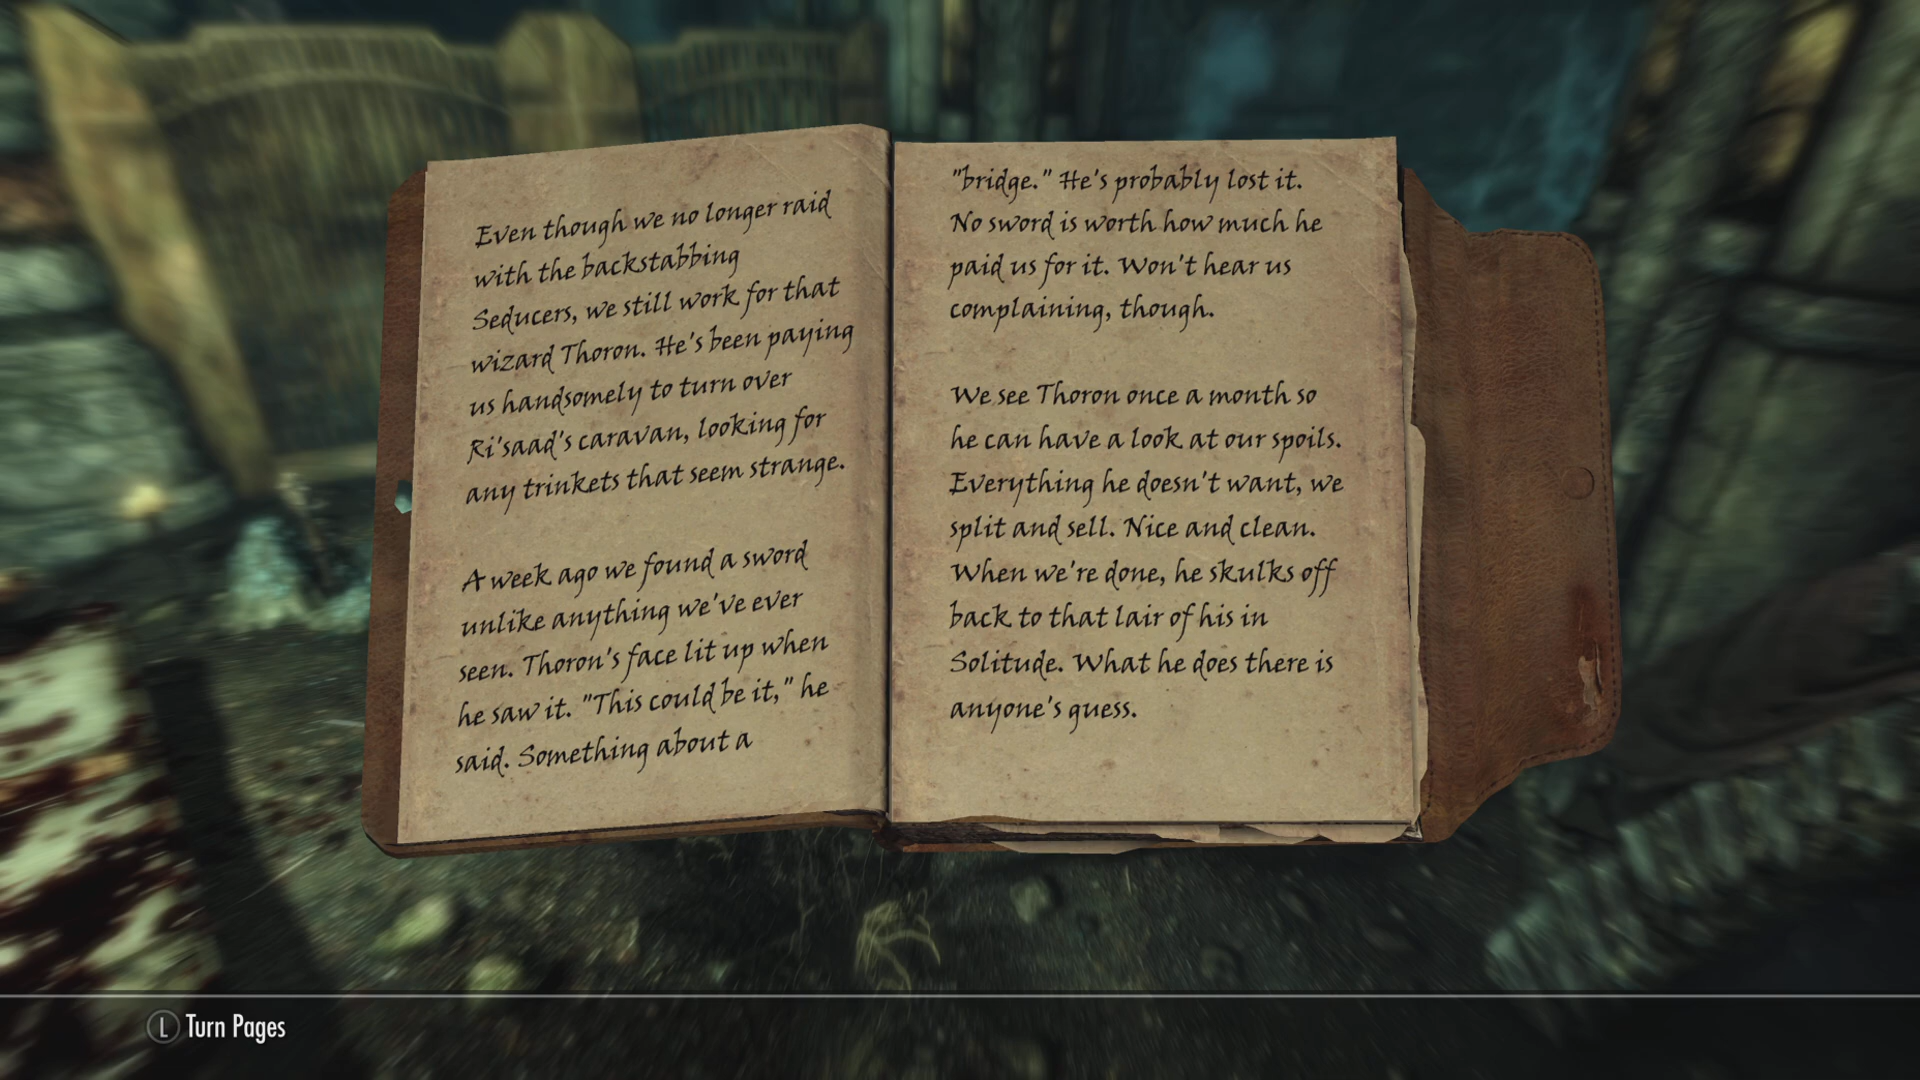 Even though we no longer raid
with the backstabbing
Seducers, we still work for that
wizard Thoron. He's been paying
us handsomely to turn over
Ri'saad's caravan, looking for
any trinkets that seem strange.
A week ago we found a sword
unlike anything we've ever
seen. Thoron's face lit up when
he saw it. "This could be it," he
said. Something about a
"bridge." He's probably lost it.
No sword is worth how much he
paid us for it. Won't hear us
complaining, though.
We see Thoron once a month so
he can have a look at our spoils.
Everything he doesn't want, we
split and sell. Nice and clean.
When we're done, he skulks off
back to that lair of his in
Solitude. What he does there is
anyone's guess.
L Turn Pages